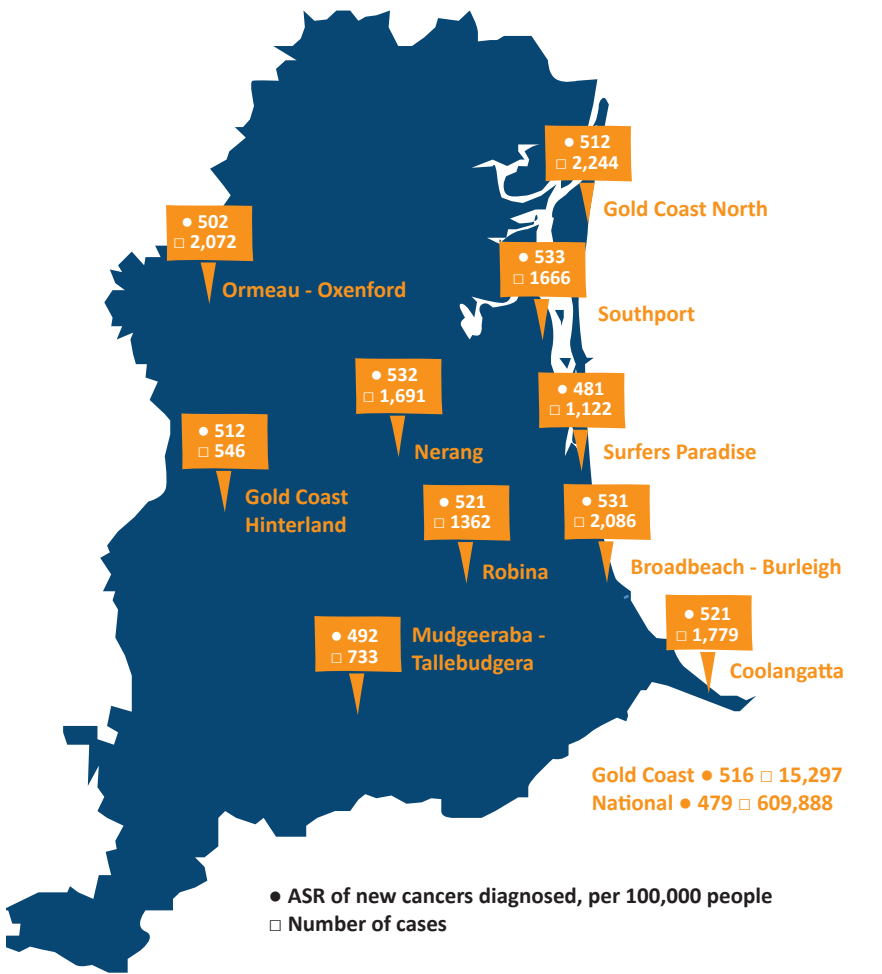 ● 512
□ 2,244
Gold Coast North
● 502
□ 2,072
Ormeau - Oxenford
● 533
□ 1666
Southport
● 532
□ 1,691
Nerang
● 481
□ 1,122
Surfers Paradise
● 512
□ 546
Gold Coast
Hinterland
● 521
□ 1362
Robina
● 531
□ 2,086
Broadbeach - Burleigh
● 492
□ 733
Mudgeeraba -
Tallebudgera
● 521
□ 1,779
Coolangatta
Gold Coast ● 516 □ 15,297
National ● 479 □ 609,888
● ASR of new cancers diagnosed, per 100,000 people
□ Number of cases